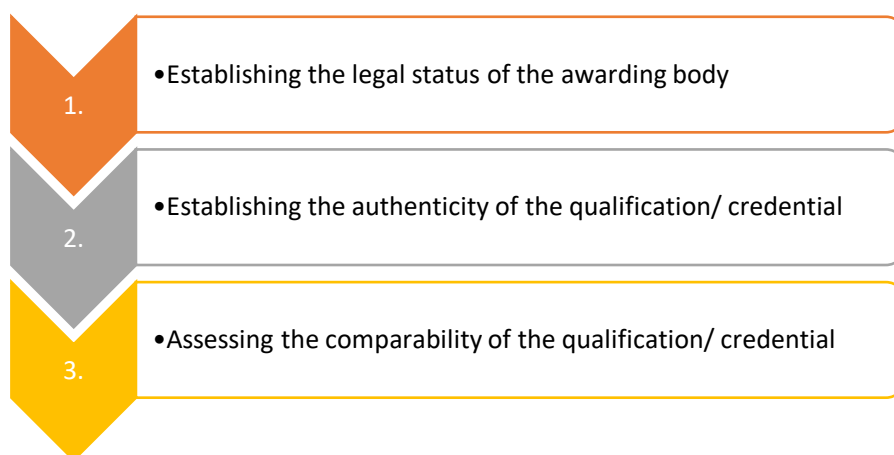 1.
•Establishing the legal status of the awarding body
2.
•Establishing the authenticity of the qualification/ credential
3.
•Assessing the comparability of the qualification/ credential